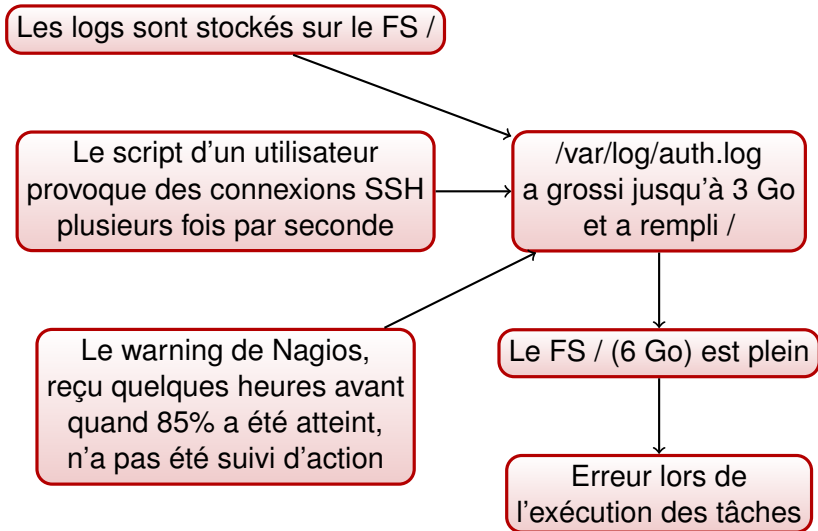 Les logs sont stockés sur le FS /
Le script d'un utilisateur
provoque des connexions SSH
plusieurs fois par seconde
/var/log/auth.log
a grossi jusqu'à 3 Go
et a rempli /
Le warning de Nagios,
reçu quelques heures avant
quand 85% a été atteint,
n'a pas été suivi d'action
Le FS / (6 Go) est plein
Erreur lors de
l'exécution des tâches